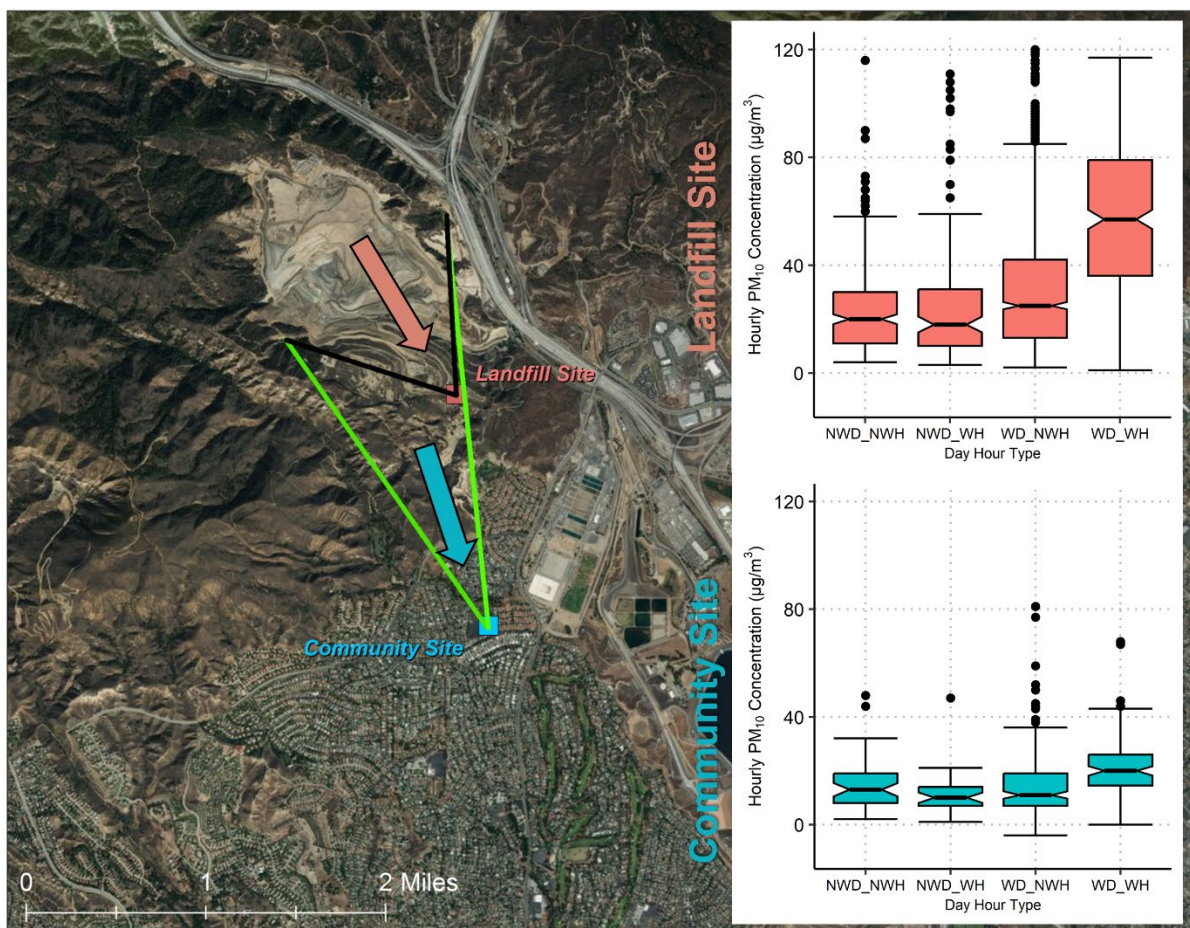 Landfill Site
Landfill Site
Community Site
Community Site
0 1 2 Miles
Hourly PM₁₀ Concentration (µg/m³)
120
80
40
0
NWD_NWH NWD_WH WD_NWH WD_WH
Day Hour Type
Hourly PM₁₀ Concentration (µg/m³)
120
80
40
0
NWD_NWH NWD_WH WD_NWH WD_WH
Day Hour Type